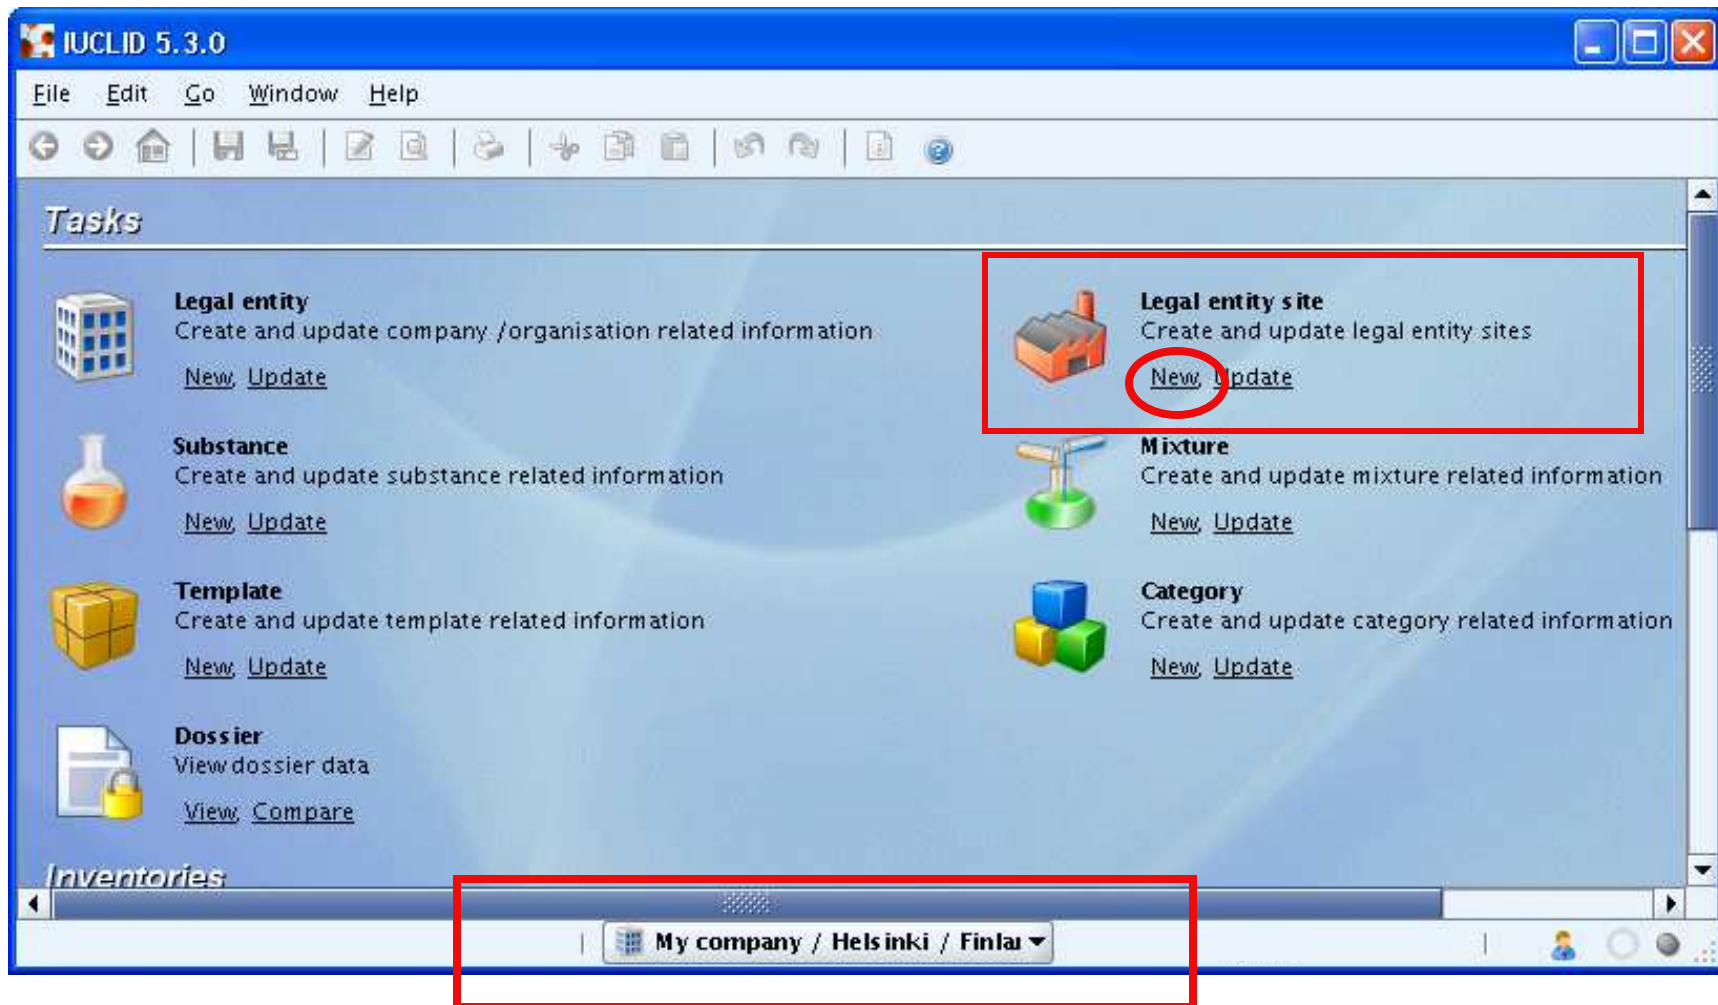 IUCLID 5.3.0
File Edit Go Window Help
Tasks
Legal entity
Create and update company /organisation related information
New, Update
Legal entity site
Create and update legal entity sites
New, Update
Substance
Create and update substance related information
New, Update
Mixture
Create and update mixture related information
New, Update
Template
Create and update template related information
New, Update
Category
Create and update category related information
New, Update
Dossier
View dossier data
View, Compare
Inventories
My company / Helsinki /